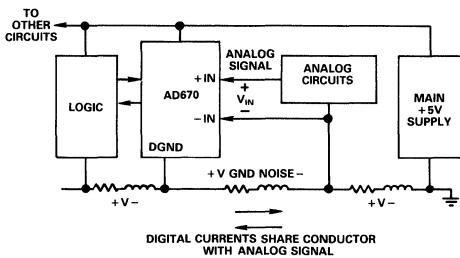 TO
OTHER
CIRCUITS
LOGIC
AD670
DGND
+ IN
− IN
ANALOG
SIGNAL
+
VIN
−
ANALOG
CIRCUITS
MAIN
+5V
SUPPLY
+V−
+V GND NOISE−
+V−
DIGITAL CURRENTS SHARE CONDUCTOR
WITH ANALOG SIGNAL